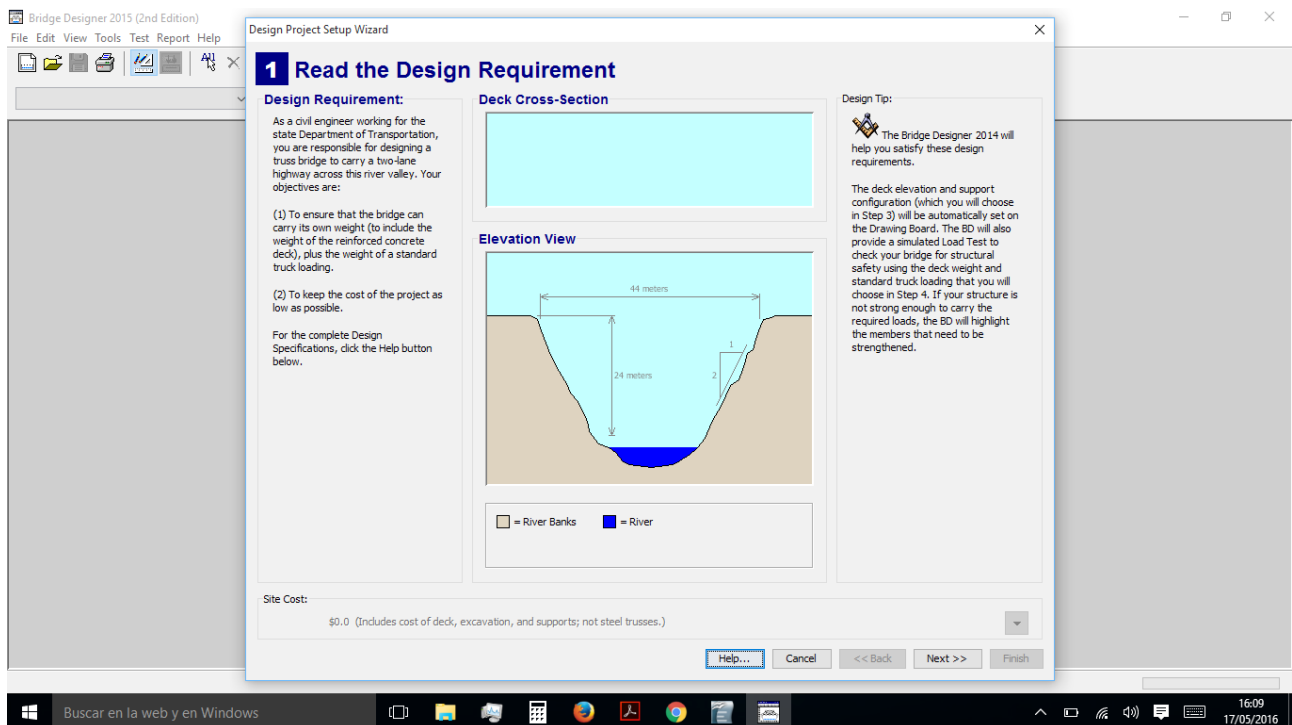 Bridge Designer 2015 (2nd Edition)
File Edit View Tools Test Report Help
Design Project Setup Wizard
1 Read the Design Requirement
Design Requirement:
As a civil engineer working for the
state Department of Transportation,
you are responsible for designing a
truss bridge to carry a two-lane
highway across this river valley. Your
objectives are:
(1) To ensure that the bridge can
carry its own weight (to include the
weight of the reinforced concrete
deck), plus the weight of a standard
truck loading.
(2) To keep the cost of the project as
low as possible.
For the complete Design
Specifications, click the Help button
below.
Deck Cross-Section
Elevation View
44 meters
24 meters
1
2
= River Banks
= River
Design Tip:
The Bridge Designer 2014 will
help you satisfy these design
requirements.
The deck elevation and support
configuration (which you will choose
in Step 3) will be automatically set on
the Drawing Board. The BD will also
provide a simulated Load Test to
check your bridge for structural
safety using the deck weight and
standard truck loading that you will
choose in Step 4. If your structure is
not strong enough to carry the
required loads, the BD will highlight
the members that need to be
strengthened.
Site Cost:
$0.0 (Includes cost of deck, excavation, and supports; not steel trusses.)
Help... Cancel << Back Next >> Finish
Buscar en la web y en Windows
16:09
17/05/2016